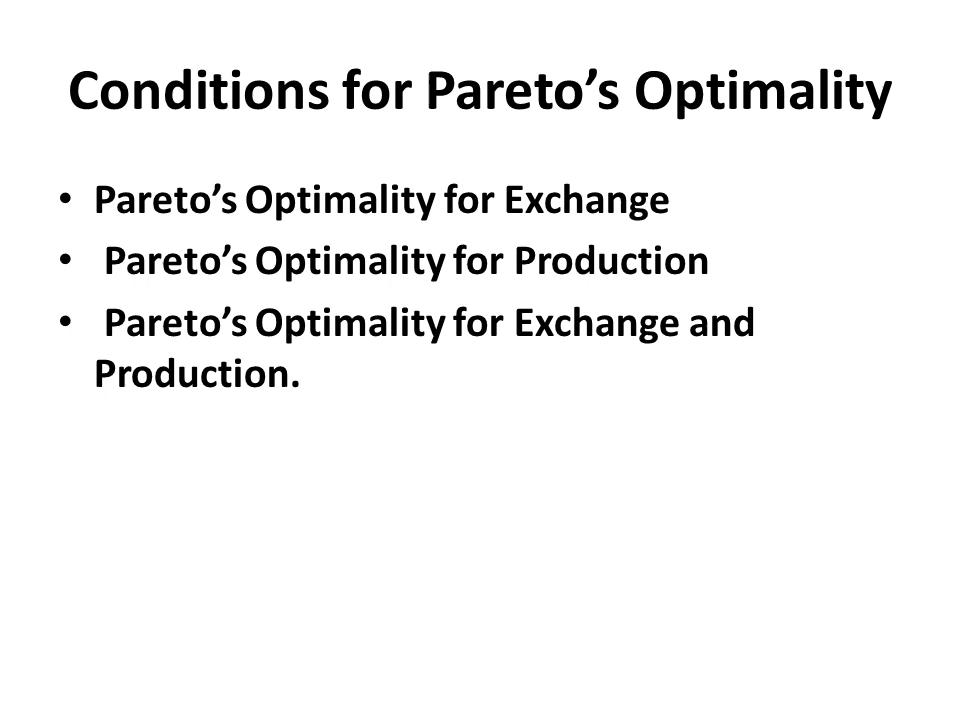 Conditions for Pareto’s Optimality
• Pareto’s Optimality for Exchange
• Pareto’s Optimality for Production
• Pareto’s Optimality for Exchange and
Production.